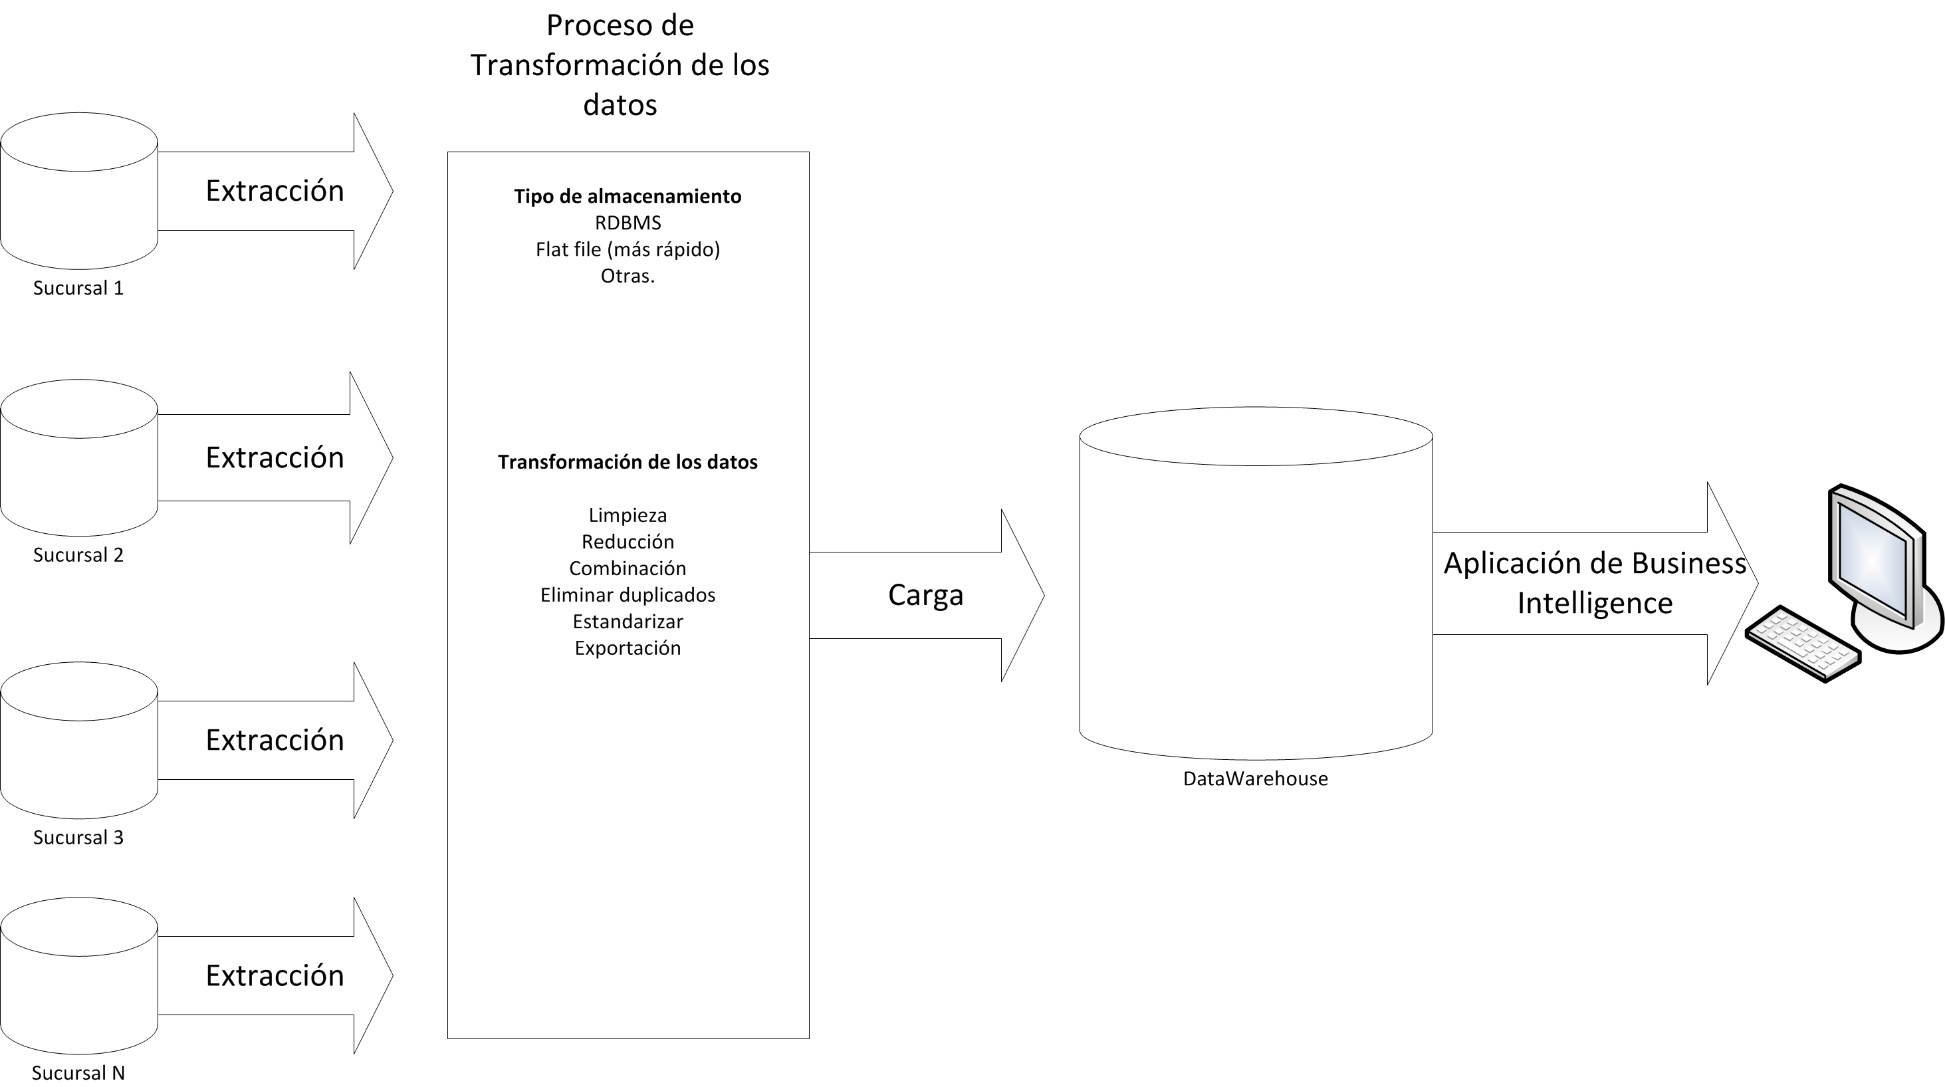 Proceso de
Transformación de los
datos
Extracción
Sucursal 1
Extracción
Sucursal 2
Extracción
Sucursal 3
Extracción
Sucursal N
Tipo de almacenamiento
RDBMS
Flat file (más rápido)
Otras.
Transformación de los datos
Limpieza
Reducción
Combinación
Eliminar duplicados
Estandarizar
Exportación
Carga
DataWarehouse
Aplicación de Business
Intelligence